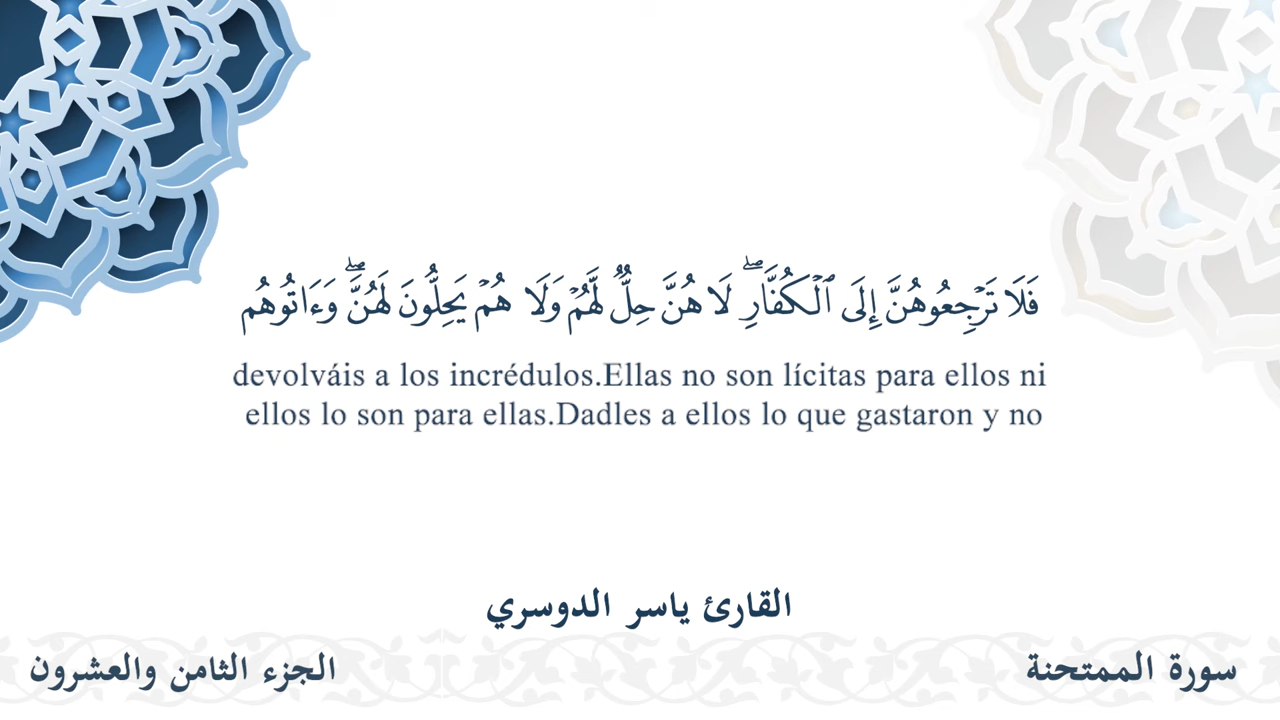 فَلَا تَرْجِعُوهُنَّ إِلَى ٱلْكُفَّارِ ۖ لَا هُنَّ حِلٌّ لَّهُمْ وَلَا هُمْ يَحِلُّونَ لَهُنَّ ۖ وَءَاتُوهُم
devolváis a los incrédulos.Ellas no son lícitas para ellos ni
ellos lo son para ellas.Dadles a ellos lo que gastaron y no
القارئ ياسر الدوسري
سورة الممتحنة
الجزء الثامن والعشرون